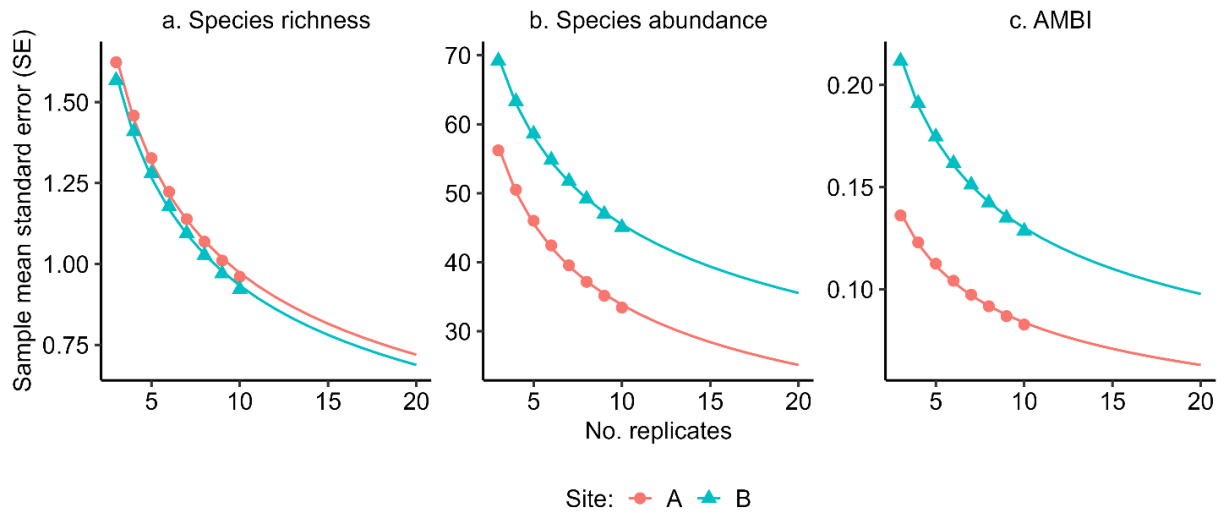 a. Species richness
b. Species abundance
c. AMBI
Sample mean standard error (SE)
1.50
1.25
1.00
0.75
70
60
50
40
30
0.20
0.15
0.10
5 10 15 20
5 10 15 20
5 10 15 20
No. replicates
Site: A B